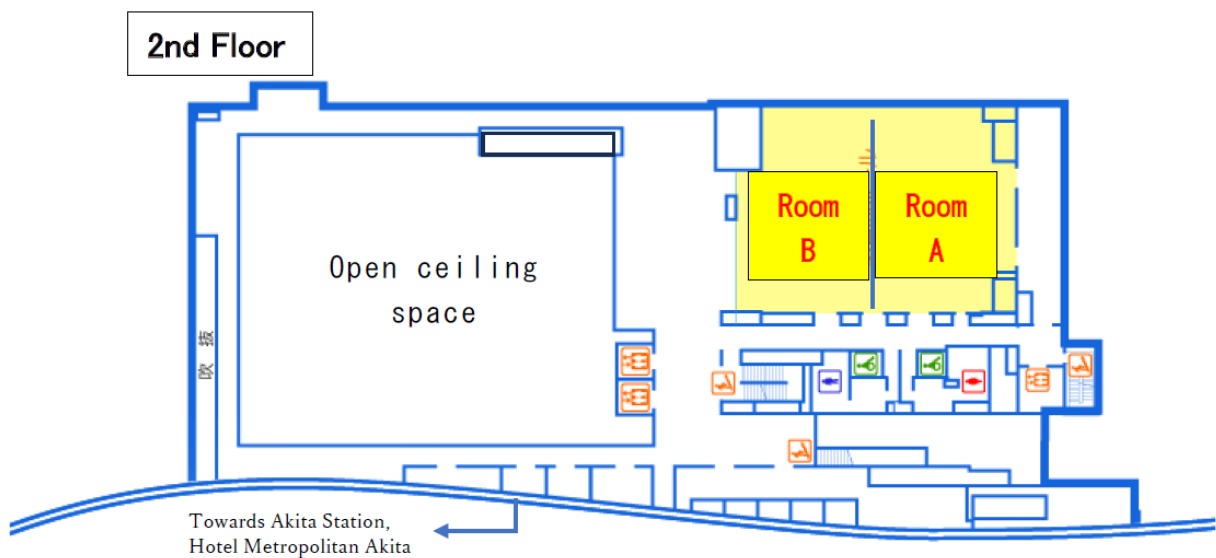 2nd Floor
Room
B
Room
A
Open ceiling
space
吹 抜
Towards Akita Station,
Hotel Metropolitan Akita